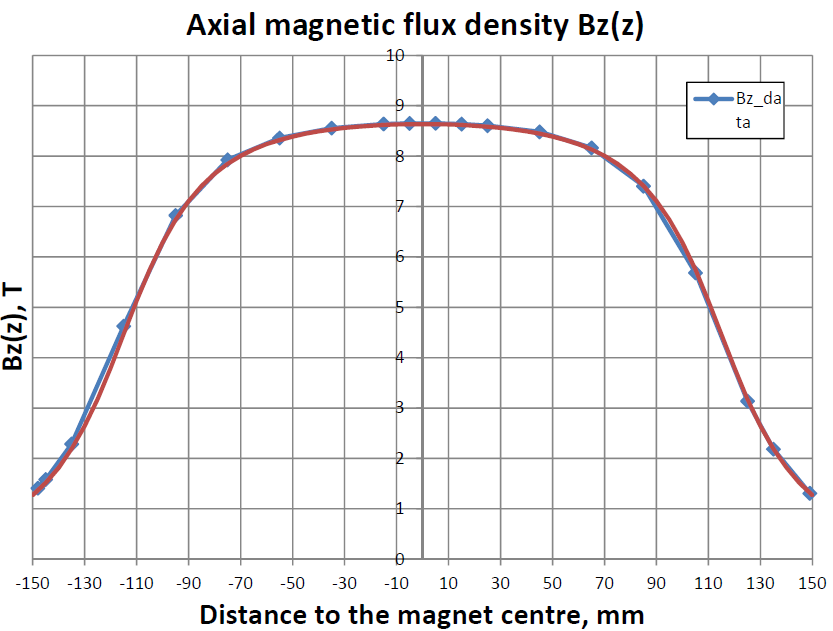 Axial magnetic flux density Bz(z)
10
9
8
7
6
5
4
3
2
1
0
Bz_da
ta
Bz(z), T
-150 -130 -110 -90 -70 -50 -30 -10 10 30 50 70 90 110 130 150
Distance to the magnet centre, mm